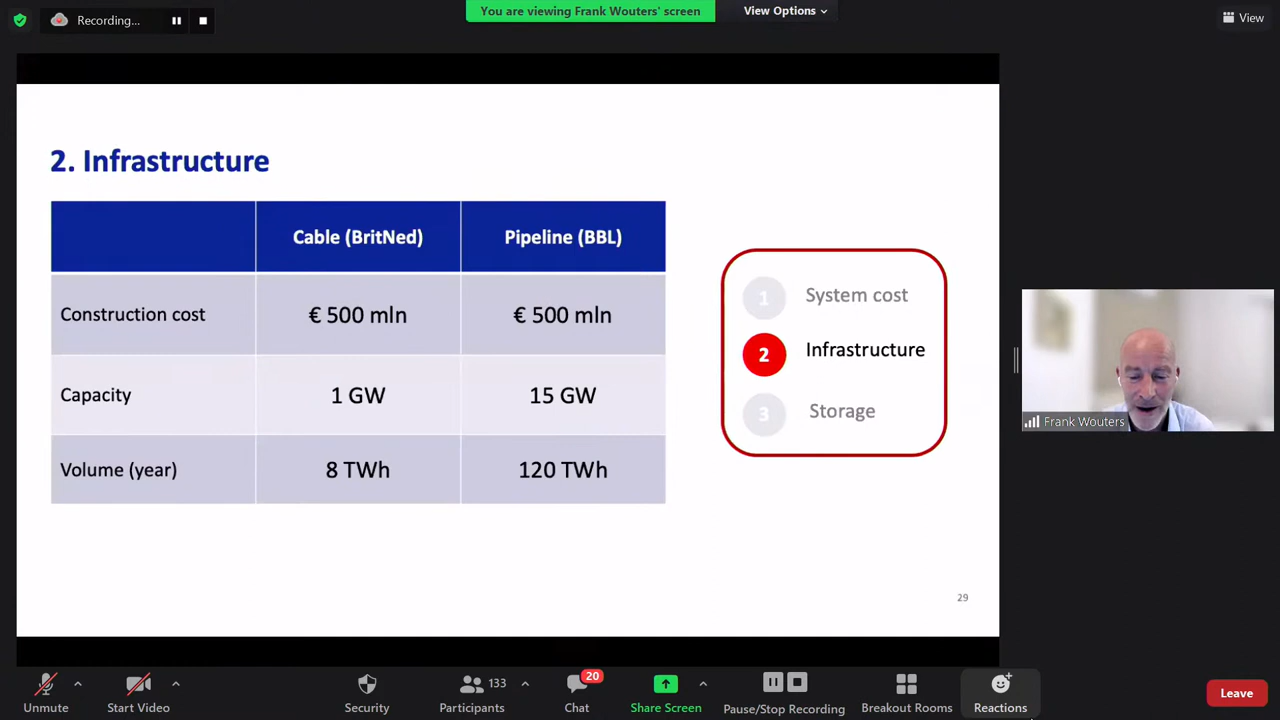 Recording...
You are viewing Frank Wouters' screen
View Options
View
2. Infrastructure
Cable (BritNed) Pipeline (BBL)
Construction cost € 500 mln € 500 mln
Capacity 1 GW 15 GW
Volume (year) 8 TWh 120 TWh
1 System cost
2 Infrastructure
3 Storage
29
Frank Wouters
Unmute
Start Video
Security
133
Participants
20
Chat
Share Screen
Pause/Stop Recording
Breakout Rooms
Reactions
Leave